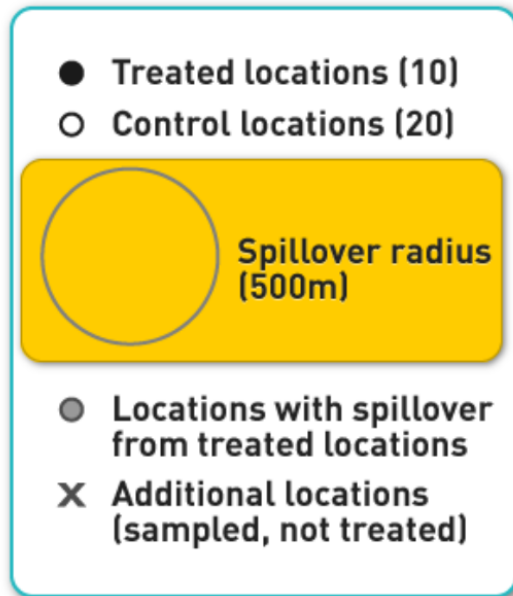 Treated locations (10)
Control locations (20)
Spillover radius
(500m)
Locations with spillover
from treated locations
Additional locations
(sampled, not treated)